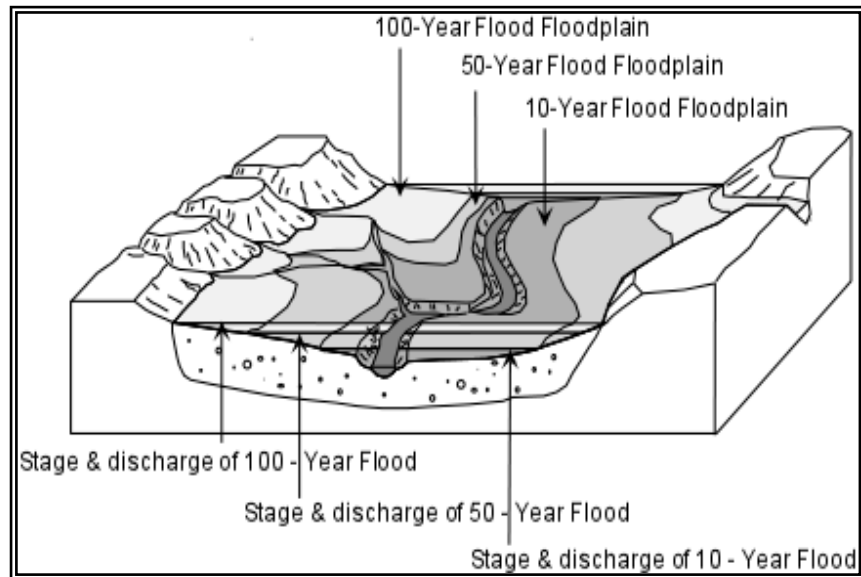 100-Year Flood Floodplain
50-Year Flood Floodplain
10-Year Flood Floodplain
Stage & discharge of 100 - Year Flood
Stage & discharge of 50 - Year Flood
Stage & discharge of 10 - Year Flood